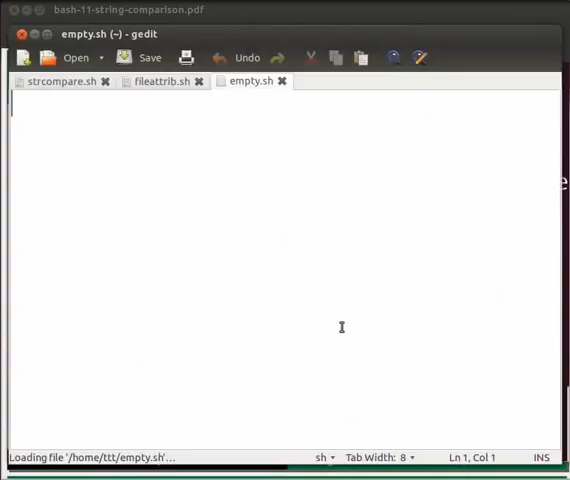 bash-11-string-comparison.pdf
empty.sh (~) - gedit
Open Save Undo
strcompare.sh fileattrib.sh empty.sh
e
Loading file '/home/ttt/empty.sh'... sh Tab Width: 8 Ln 1, Col 1 INS